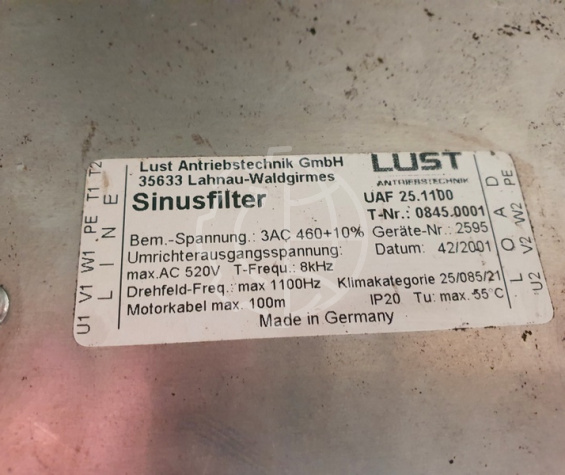 Lust Antriebstechnik GmbH
35633 Lahnau-Waldgirmes
LUST
ANTRIEBSTECHNIK
Sinusfilter
UAF 25.1100
T-Nr.: 0845.0001
Bem.-Spannung.: 3AC 460+10%
Geräte-Nr.: 2595
Umrichterausgangsspannung:
Datum: 42/2001
max.AC 520V T-Frequ.: 8kHz
Drehfeld-Freq.: max 1100Hz Klimakategorie 25/085/21
Motorkabel max. 100m IP20 Tu: max. 55°C
Made in Germany
U1 V1 W1 PE T1 T2
LINE
LOAD
U2 V2 W2 PE